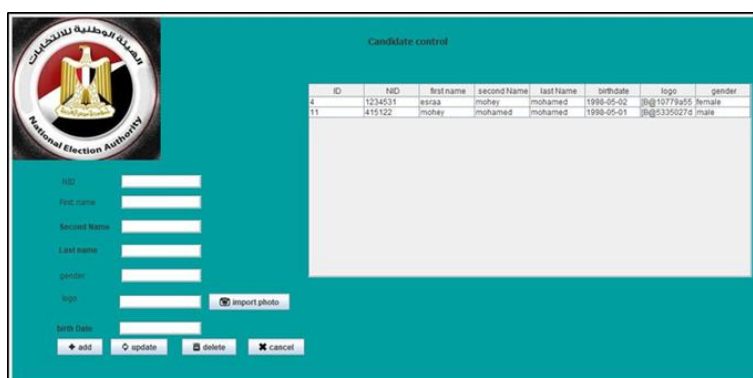 الهيئة الوطنية للانتخابات
National Election Authority
Candidate control
ID NID first name second Name last Name birthdate logo gender
4 1234531 esraa mohey mohamed 1998-05-02 [B@10779a55 female
11 415122 mohey mohamed mohamed 1998-05-01 [B@5335027d male
NID
First name
Second Name
Last name
gender
logo
import photo
birth Date
add update delete cancel